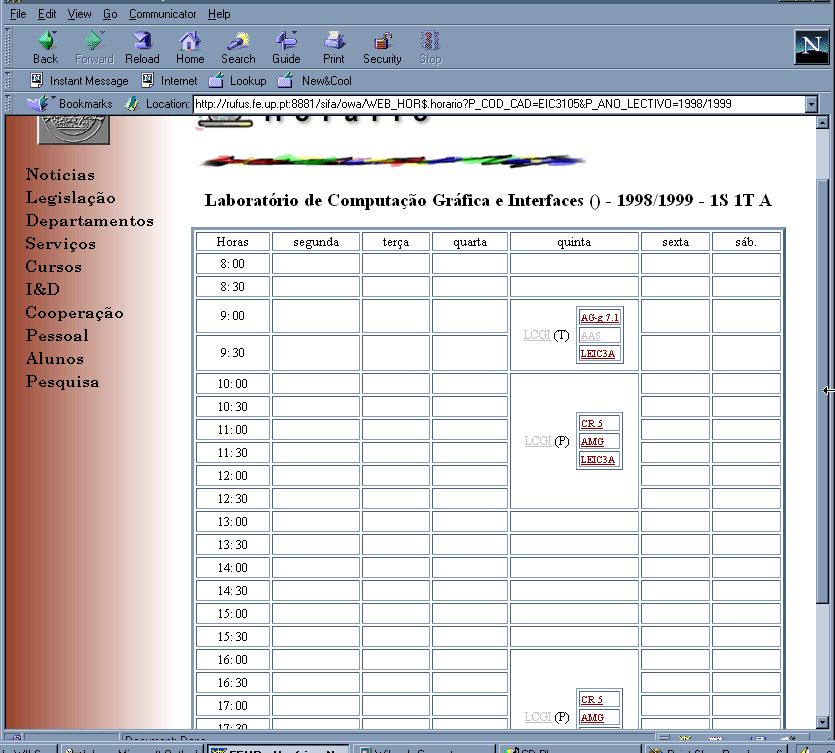 File Edit View Go Communicator Help
Back Forward Reload Home Search Guide Print Security Stop
N
Instant Message Internet Lookup New&Cool
Bookmarks Location: http://rufus.fe.up.pt:8881/sifa/owa/WEB_HOR$.horario?P_COD_CAD=EIC3105&P_ANO_LECTIVO=1998/1999
Notícias
Legislação
Departamentos
Serviços
Cursos
I&D
Cooperação
Pessoal
Alunos
Pesquisa
Laboratório de Computação Gráfica e Interfaces () - 1998/1999 - 1S 1T A
Horas segunda terça quarta quinta sexta sáb.
8:00
8:30
9:00
LCGI (T) AG-g 7.1
AAS
LEIC3A
9:30
10:00
10:30
11:00
11:30
LCGI (P) CR 5
AMG
LEIC3A
12:00
12:30
13:00
13:30
14:00
14:30
15:00
15:30
16:00
16:30
17:00
LCGI (P) CR 5
AMG
17:30